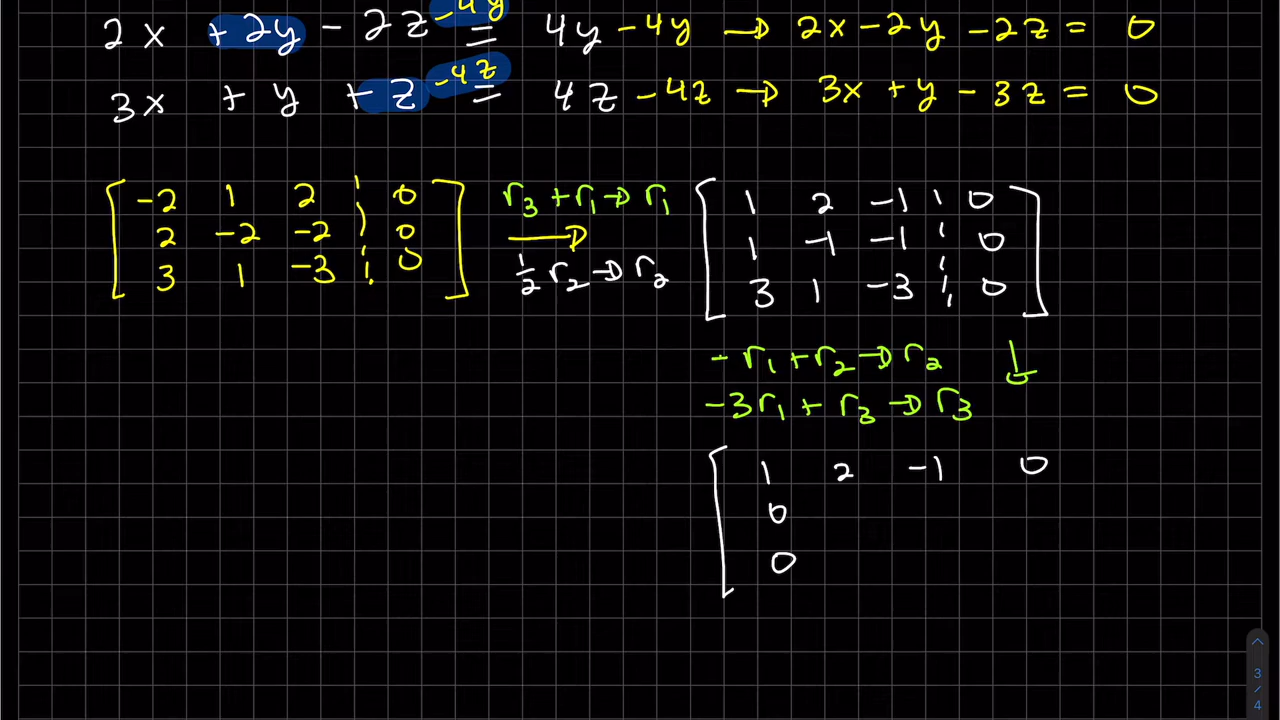 2x + 2y - 2z -4y = 4y - 4y → 2x - 2y - 2z = 0
3x + y + z -4z = 4z - 4z → 3x + y - 3z = 0
-2 1 2 ¦ 0
2 -2 -2 ¦ 0
3 1 -3 ¦ 0
r₃ + r₁ → r₁
→
½ r₂ → r₂
1 2 -1 ¦ 0
1 -1 -1 ¦ 0
3 1 -3 ¦ 0
- r₁ + r₂ → r₂ ↓
-3r₁ + r₃ → r₃
1 2 -1 0
0
0
3
/
4